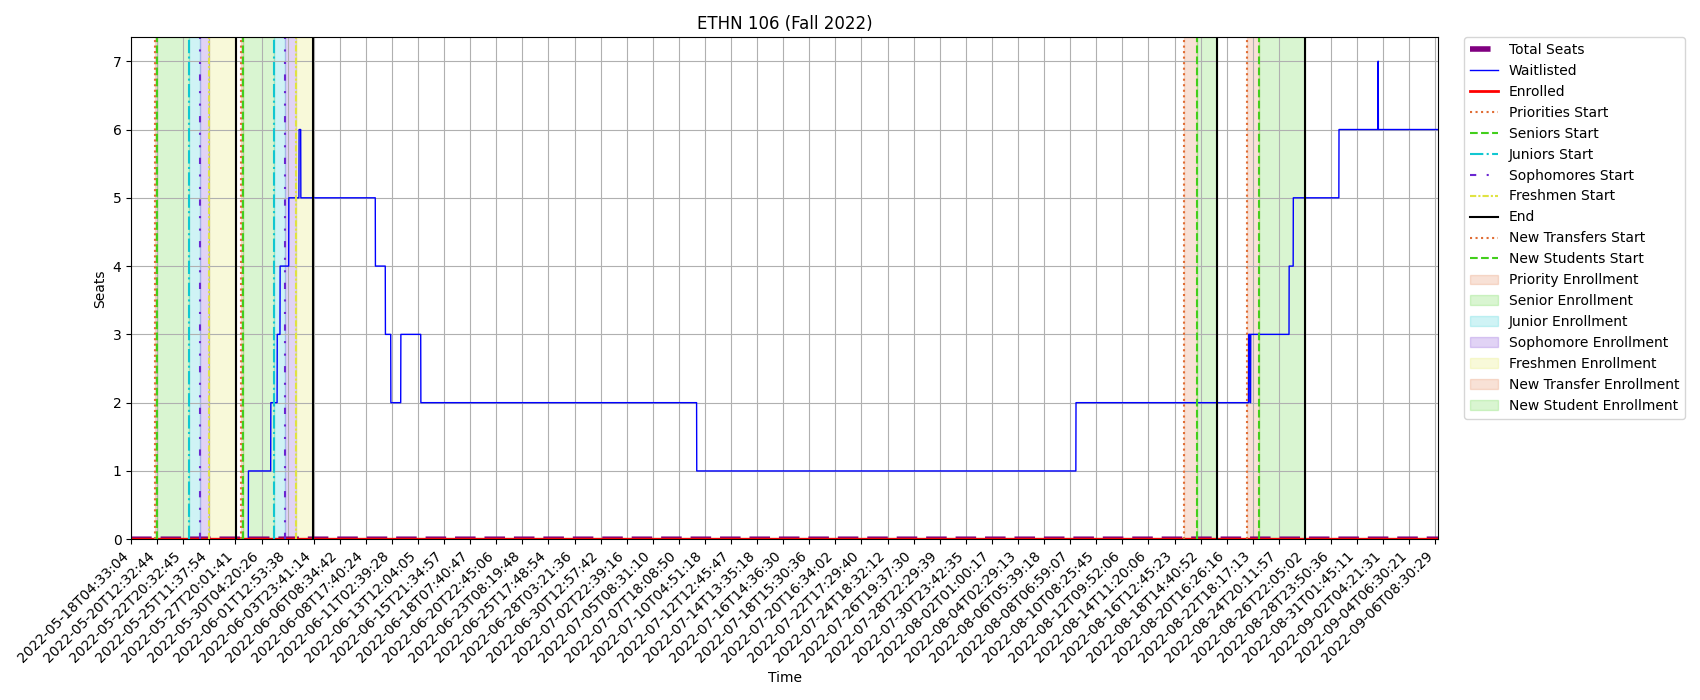 ETHN 106 (Fall 2022)
Seats
7
6
5
4
3
2
1
0
2022-05-18T04:33:04
2022-05-20T12:32:44
2022-05-22T20:32:45
2022-05-25T11:37:54
2022-05-27T20:01:41
2022-05-30T04:20:26
2022-06-01T12:53:38
2022-06-03T23:41:14
2022-06-06T08:34:42
2022-06-08T17:40:24
2022-06-11T02:39:28
2022-06-13T12:04:05
2022-06-15T21:34:57
2022-06-18T07:40:47
2022-06-20T22:45:06
2022-06-23T08:19:48
2022-06-25T17:48:54
2022-06-28T03:21:36
2022-06-30T12:57:42
2022-07-02T22:39:16
2022-07-05T08:31:10
2022-07-07T18:08:50
2022-07-10T04:51:18
2022-07-12T12:45:47
2022-07-14T13:35:18
2022-07-16T14:36:30
2022-07-18T15:30:36
2022-07-20T16:34:02
2022-07-22T17:29:40
2022-07-24T18:32:12
2022-07-26T19:37:30
2022-07-28T22:29:39
2022-07-30T23:42:35
2022-08-02T01:00:17
2022-08-04T02:29:13
2022-08-06T05:39:18
2022-08-08T06:59:07
2022-08-10T08:25:45
2022-08-12T09:52:06
2022-08-14T11:20:06
2022-08-16T12:45:23
2022-08-18T14:40:52
2022-08-20T16:26:16
2022-08-22T18:17:13
2022-08-24T20:11:57
2022-08-26T22:05:02
2022-08-28T23:50:36
2022-08-31T01:45:11
2022-09-02T04:21:31
2022-09-04T06:30:21
2022-09-06T08:30:29
Time
Total Seats
Waitlisted
Enrolled
Priorities Start
Seniors Start
Juniors Start
Sophomores Start
Freshmen Start
End
New Transfers Start
New Students Start
Priority Enrollment
Senior Enrollment
Junior Enrollment
Sophomore Enrollment
Freshmen Enrollment
New Transfer Enrollment
New Student Enrollment